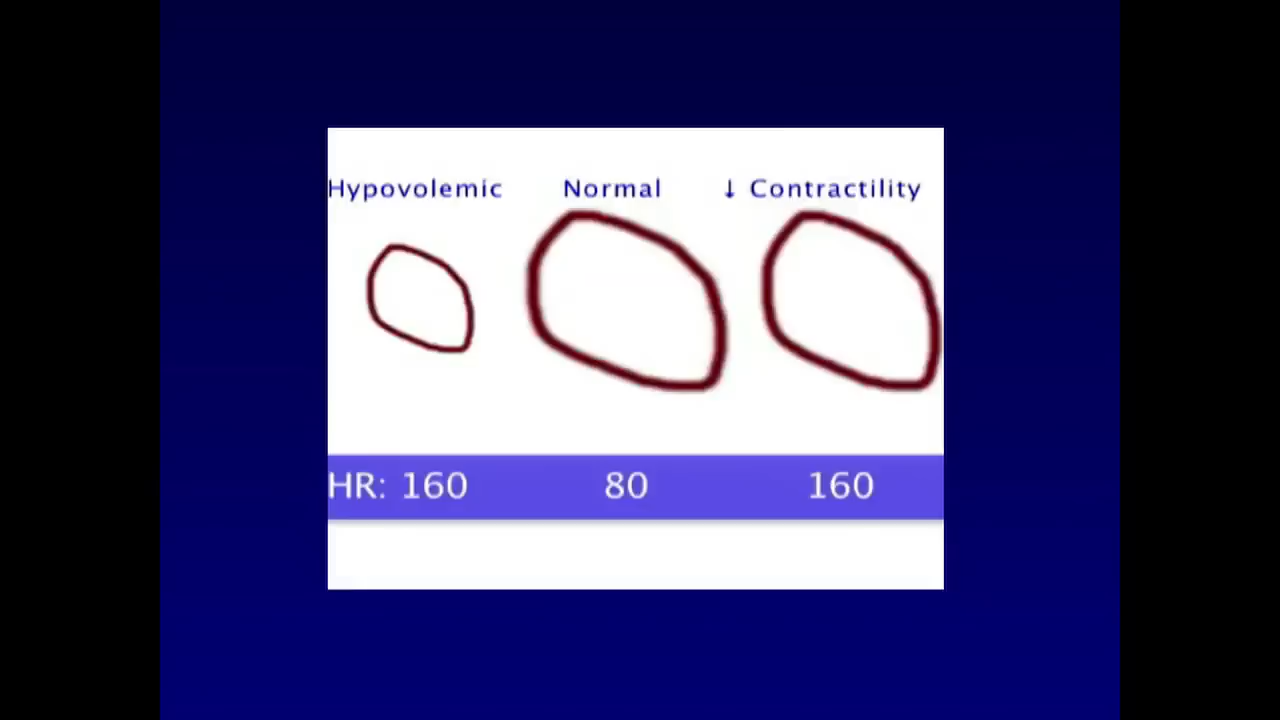 Hypovolemic Normal ↓ Contractility
HR: 160 80 160